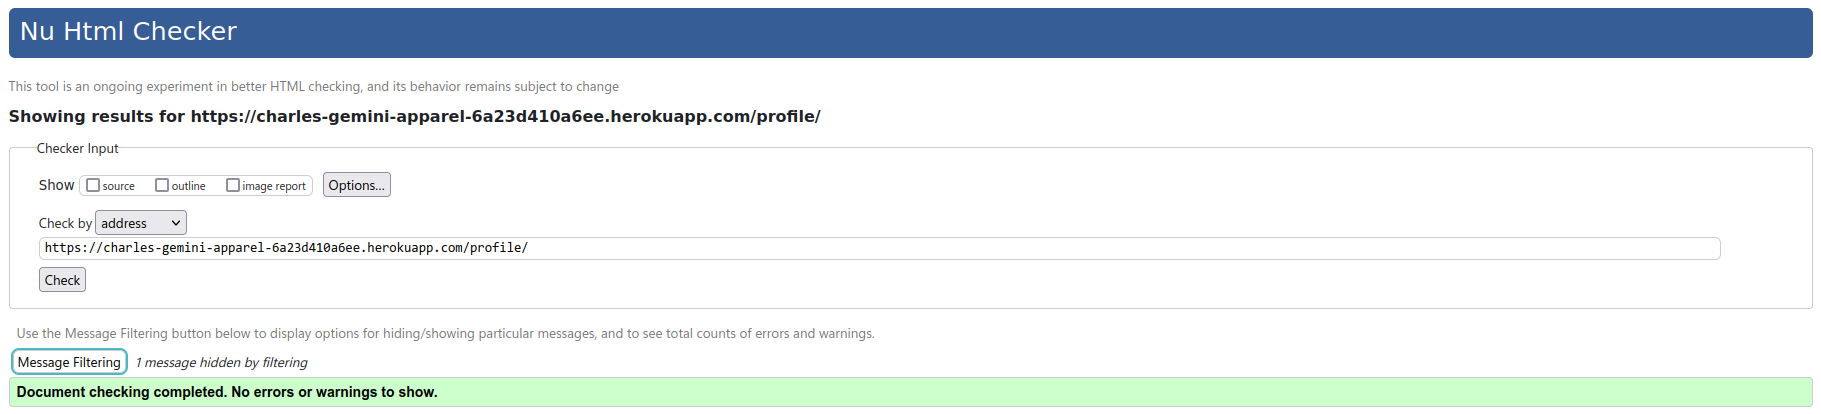 Nu Html Checker
This tool is an ongoing experiment in better HTML checking, and its behavior remains subject to change
Showing results for https://charles-gemini-apparel-6a23d410a6ee.herokuapp.com/profile/
Checker Input
Show source outline image report Options...
Check by address
https://charles-gemini-apparel-6a23d410a6ee.herokuapp.com/profile/
Check
Use the Message Filtering button below to display options for hiding/showing particular messages, and to see total counts of errors and warnings.
Message Filtering 1 message hidden by filtering
Document checking completed. No errors or warnings to show.